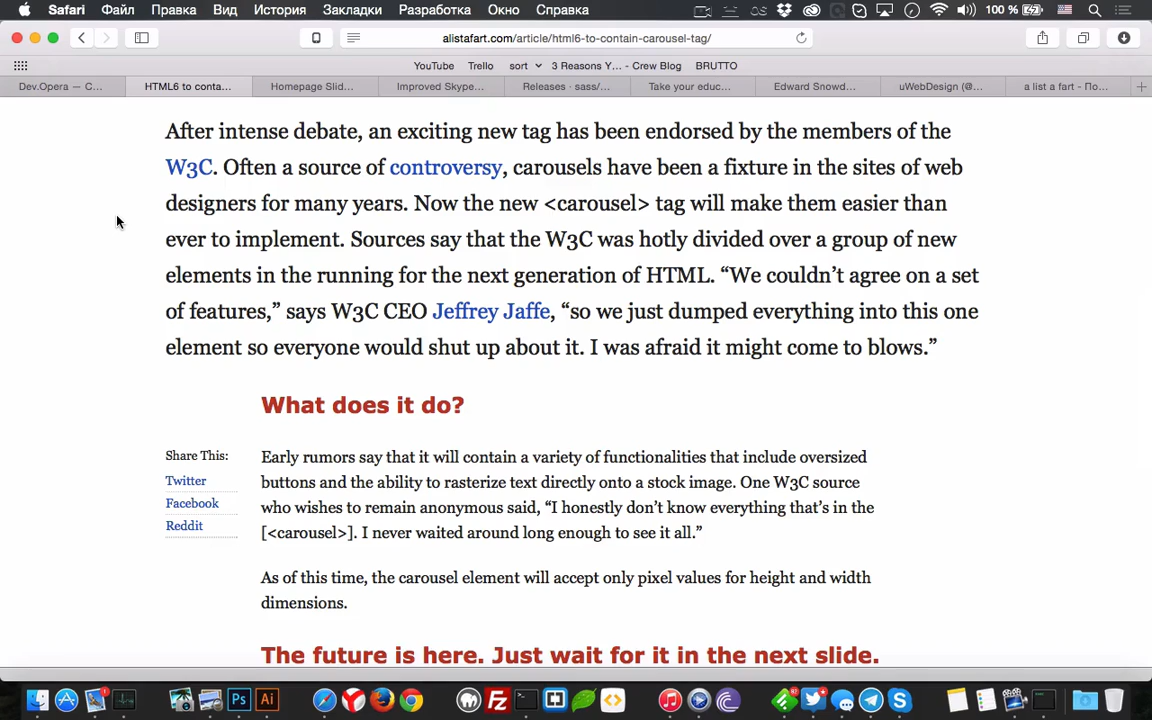 Safari Файл Правка Вид История Закладки Разработка Окно Справка 100 %
alistafart.com/article/html6-to-contain-carousel-tag/
YouTube Trello sort 3 Reasons Y... - Crew Blog BRUTTO
Dev.Opera — C... HTML6 to conta... Homepage Slid... Improved Skype... Releases · sass/... Take your educ... Edward Snowd... uWebDesign (@... a list a fart - По...
After intense debate, an exciting new tag has been endorsed by the members of the
W3C. Often a source of controversy, carousels have been a fixture in the sites of web
designers for many years. Now the new <carousel> tag will make them easier than
ever to implement. Sources say that the W3C was hotly divided over a group of new
elements in the running for the next generation of HTML. “We couldn’t agree on a set
of features,” says W3C CEO Jeffrey Jaffe, “so we just dumped everything into this one
element so everyone would shut up about it. I was afraid it might come to blows.”
What does it do?
Share This:
Twitter
Facebook
Reddit
Early rumors say that it will contain a variety of functionalities that include oversized
buttons and the ability to rasterize text directly onto a stock image. One W3C source
who wishes to remain anonymous said, “I honestly don’t know everything that’s in the
[<carousel>]. I never waited around long enough to see it all.”
As of this time, the carousel element will accept only pixel values for height and width
dimensions.
The future is here. Just wait for it in the next slide.
Ps Ai Fz